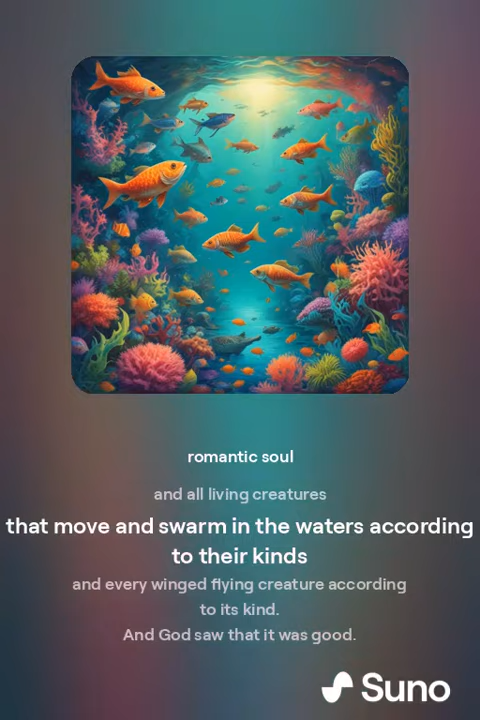 romantic soul
and all living creatures
that move and swarm in the waters according
to their kinds
and every winged flying creature according
to its kind.
And God saw that it was good.
Suno